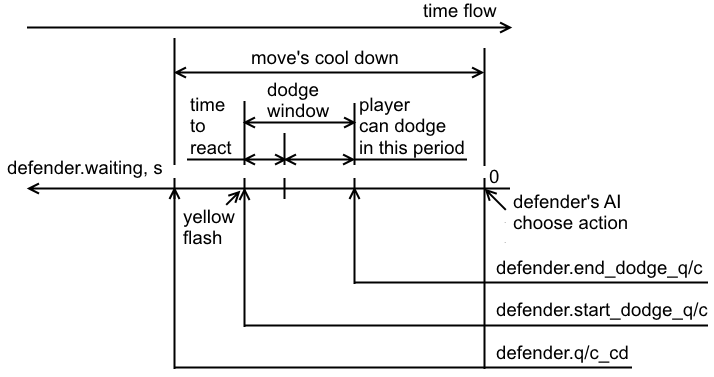 time flow
move's cool down
dodge
window
time
to
react
player
can dodge
in this period
defender.waiting, s
0
yellow
flash
defender's AI
choose action
defender.end_dodge_q/c
defender.start_dodge_q/c
defender.q/c_cd